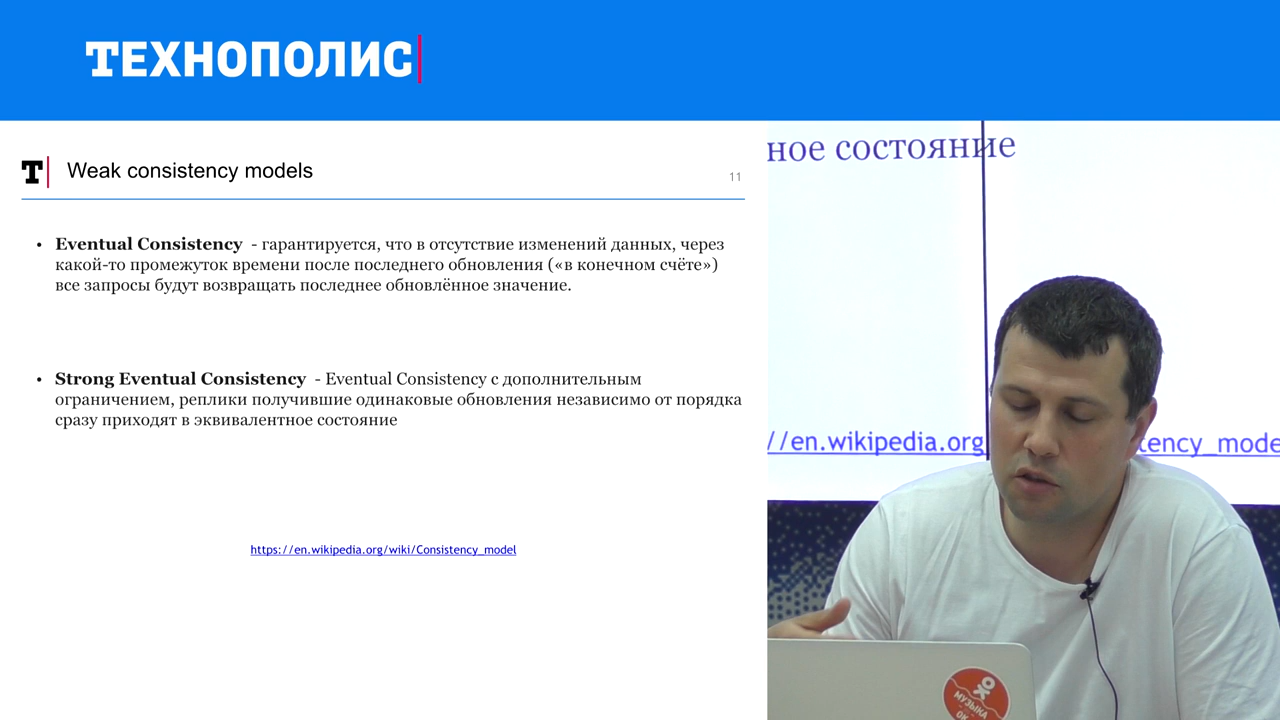 ТЕХНОПОЛИС
T
Weak consistency models
11
• Eventual Consistency - гарантируется, что в отсутствие изменений данных, через
какой-то промежуток времени после последнего обновления («в конечном счёте»)
все запросы будут возвращать последнее обновлённое значение.
• Strong Eventual Consistency - Eventual Consistency с дополнительным
ограничением, реплики получившие одинаковые обновления независимо от порядка
сразу приходят в эквивалентное состояние
https://en.wikipedia.org/wiki/Consistency_model
ное состояние
//en.wikipedia.org tency_mode
МУЗЫКА
OK